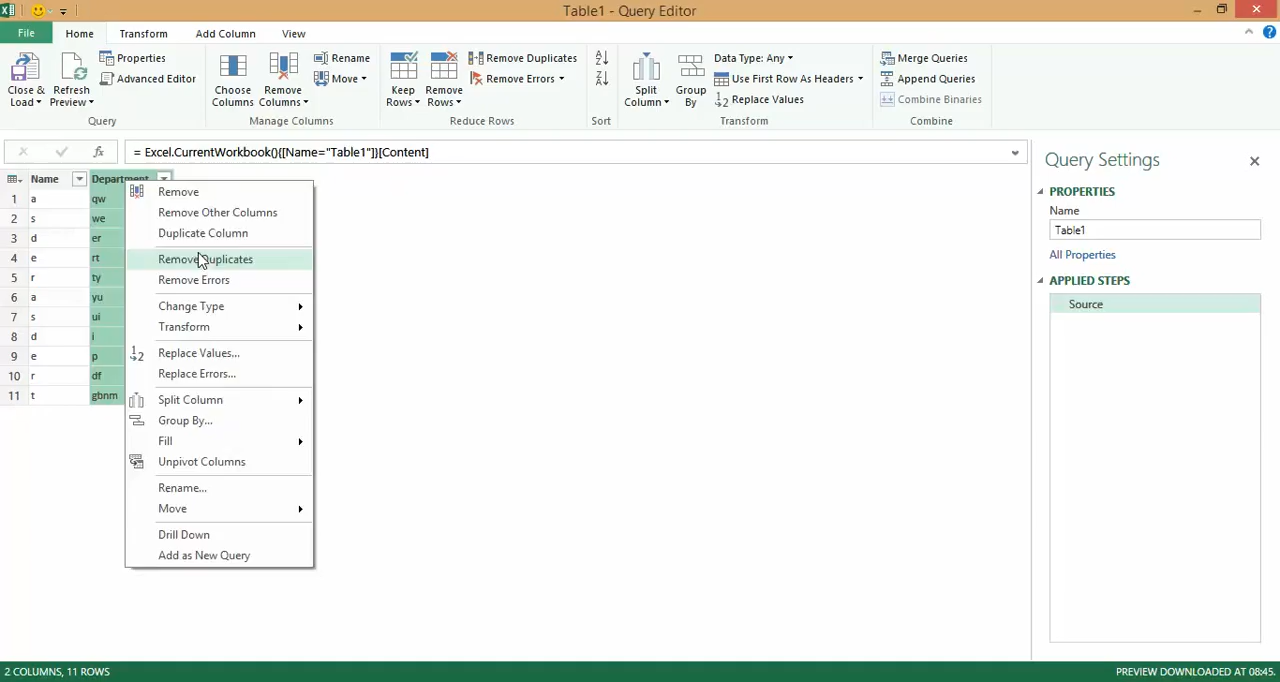 Table1 - Query Editor
File Home Transform Add Column View
Close & Load
Refresh Preview
Properties
Advanced Editor
Query
Choose Columns
Remove Columns
Rename
Move
Manage Columns
Keep Rows
Remove Rows
Remove Duplicates
Remove Errors
Reduce Rows
Sort
Split Column
Group By
Data Type: Any
Use First Row As Headers
Replace Values
Transform
Merge Queries
Append Queries
Combine Binaries
Combine
fx = Excel.CurrentWorkbook(){[Name="Table1"]}[Content]
Name Department
1 a qw
2 s we
3 d er
4 e rt
5 r ty
6 a yu
7 s ui
8 d i
9 e p
10 r df
11 t gbnm
Remove
Remove Other Columns
Duplicate Column
Remove Duplicates
Remove Errors
Change Type
Transform
Replace Values...
Replace Errors...
Split Column
Group By...
Fill
Unpivot Columns
Rename...
Move
Drill Down
Add as New Query
Query Settings
PROPERTIES
Name
Table1
All Properties
APPLIED STEPS
Source
2 COLUMNS, 11 ROWS
PREVIEW DOWNLOADED AT 08:45.